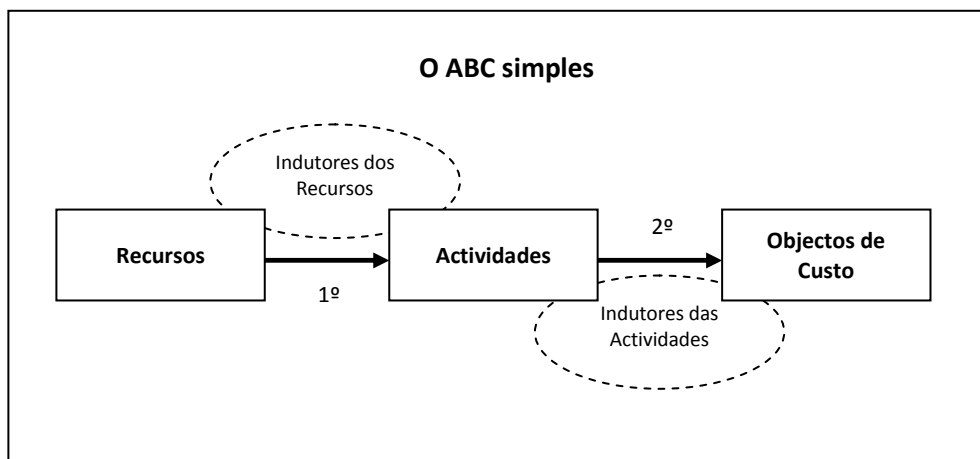 O ABC simples
Indutores dos
Recursos
Recursos
1º
Actividades
2º
Objectos de
Custo
Indutores das
Actividades